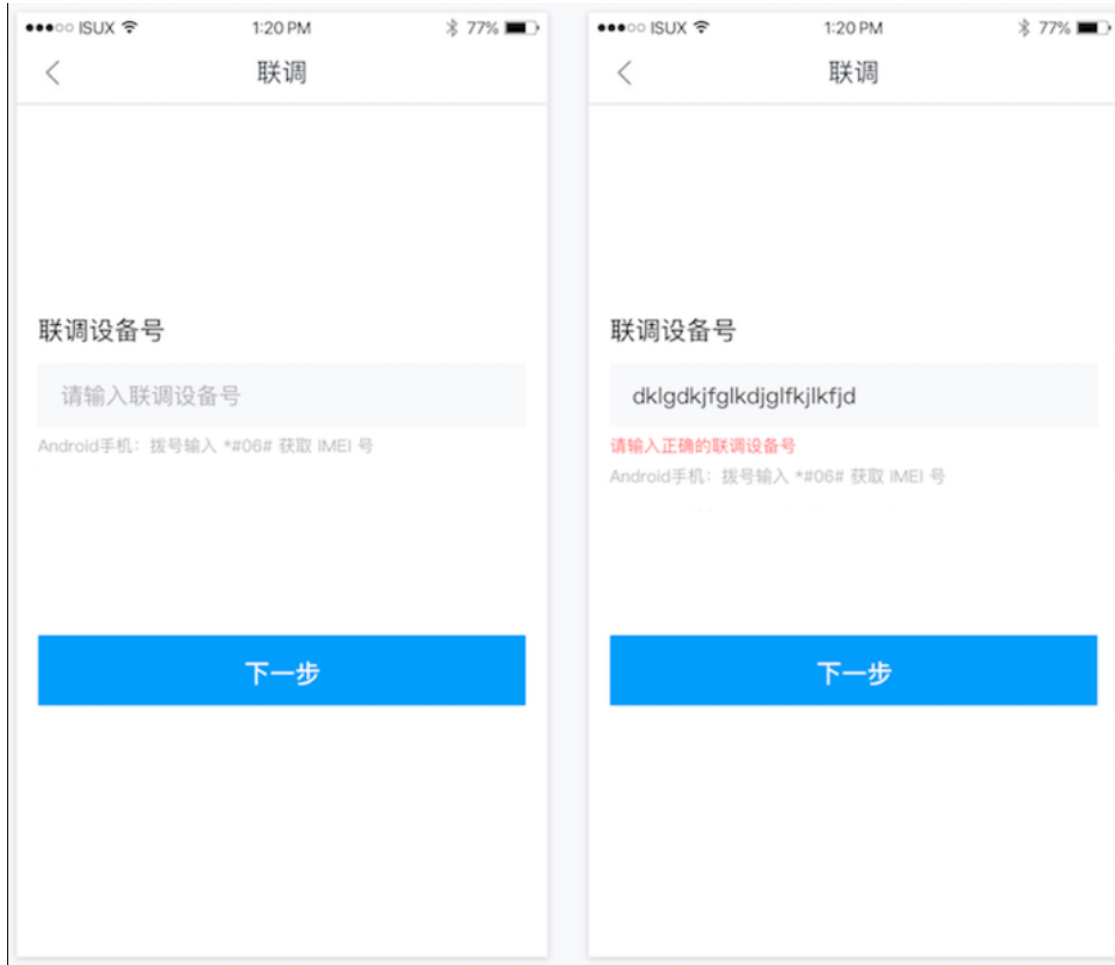 ISUX 1:20 PM 77%
联调
联调设备号
请输入联调设备号
Android手机：拨号输入 *#06# 获取 IMEI 号
下一步
ISUX 1:20 PM 77%
联调
联调设备号
dklgdkjfglkdjglfkjlkfjd
请输入正确的联调设备号
Android手机：拨号输入 *#06# 获取 IMEI 号
下一步